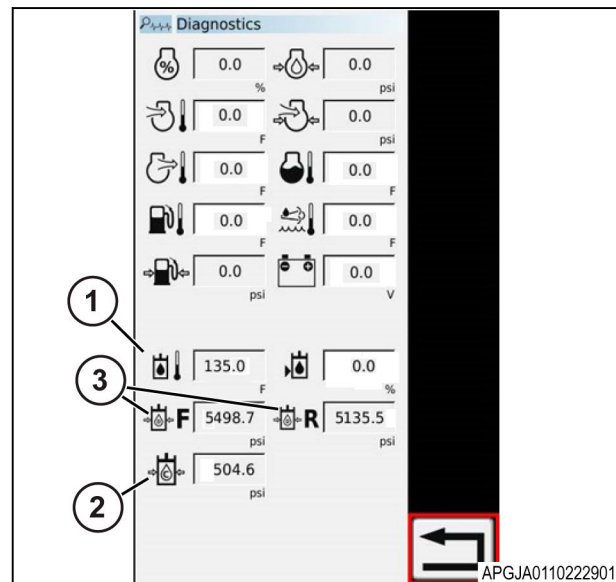 Diagnostics
% 0.0 0.0
% psi
0.0 0.0
F psi
0.0 0.0
F F
0.0 0.0
F F
0.0 0.0
psi V
1
135.0 0.0
F %
3
F 5498.7 R 5135.5
psi psi
C 504.6
psi
2
APGJA0110222901